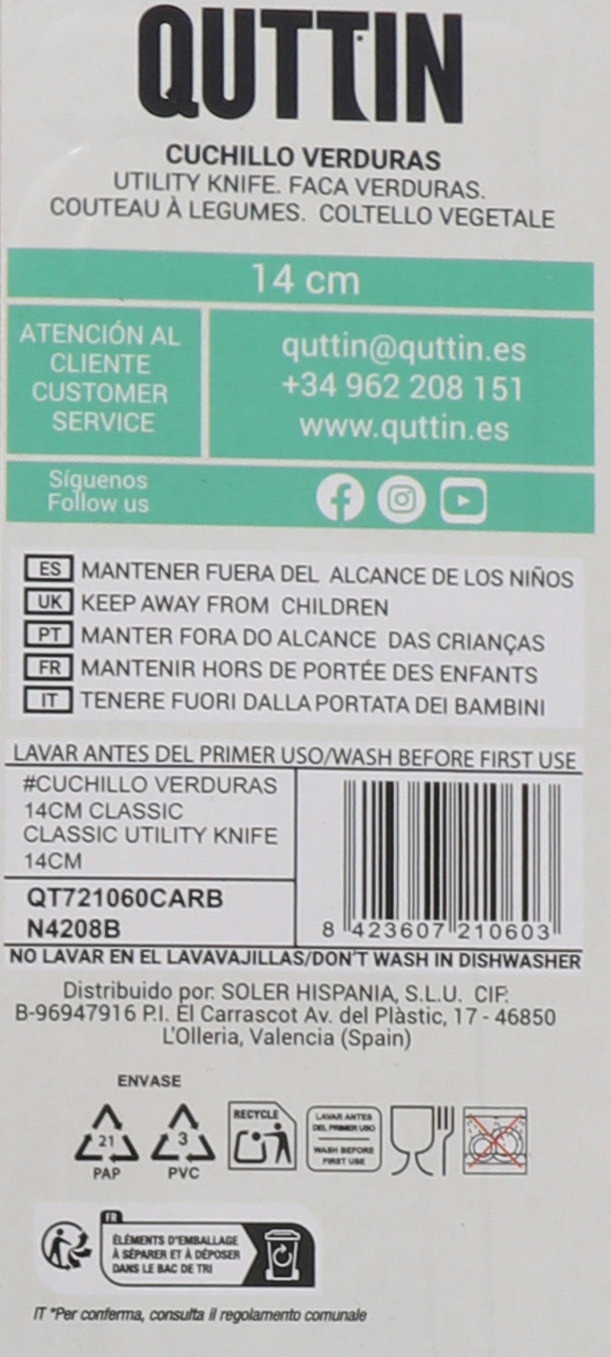 QUTTIN
CUCHILLO VERDURAS
UTILITY KNIFE. FACA VERDURAS.
COUTEAU À LEGUMES. COLTELLO VEGETALE
14 cm
ATENCIÓN AL
CLIENTE
CUSTOMER
SERVICE
quttin@quttin.es
+34 962 208 151
www.quttin.es
Síguenos
Follow us
ES MANTENER FUERA DEL ALCANCE DE LOS NIÑOS
UK KEEP AWAY FROM CHILDREN
PT MANTER FORA DO ALCANCE DAS CRIANÇAS
FR MANTENIR HORS DE PORTÉE DES ENFANTS
IT TENERE FUORI DALLA PORTATA DEI BAMBINI
LAVAR ANTES DEL PRIMER USO/WASH BEFORE FIRST USE
#CUCHILLO VERDURAS
14CM CLASSIC
CLASSIC UTILITY KNIFE
14CM
QT721060CARB
N4208B
8 423607 210603
NO LAVAR EN EL LAVAVAJILLAS/DON'T WASH IN DISHWASHER
Distribuido por: SOLER HISPANIA, S.L.U. CIF:
B-96947916 P.I. El Carrascot Av. del Plàstic, 17 - 46850
L'Olleria, Valencia (Spain)
ENVASE
21
PAP
3
PVC
RECYCLE
LAVAR ANTES
DEL PRIMER USO
WASH BEFORE
FIRST USE
FR
ÉLÉMENTS D'EMBALLAGE
À SÉPARER ET À DÉPOSER
DANS LE BAC DE TRI
IT *Per conferma, consulta il regolamento comunale